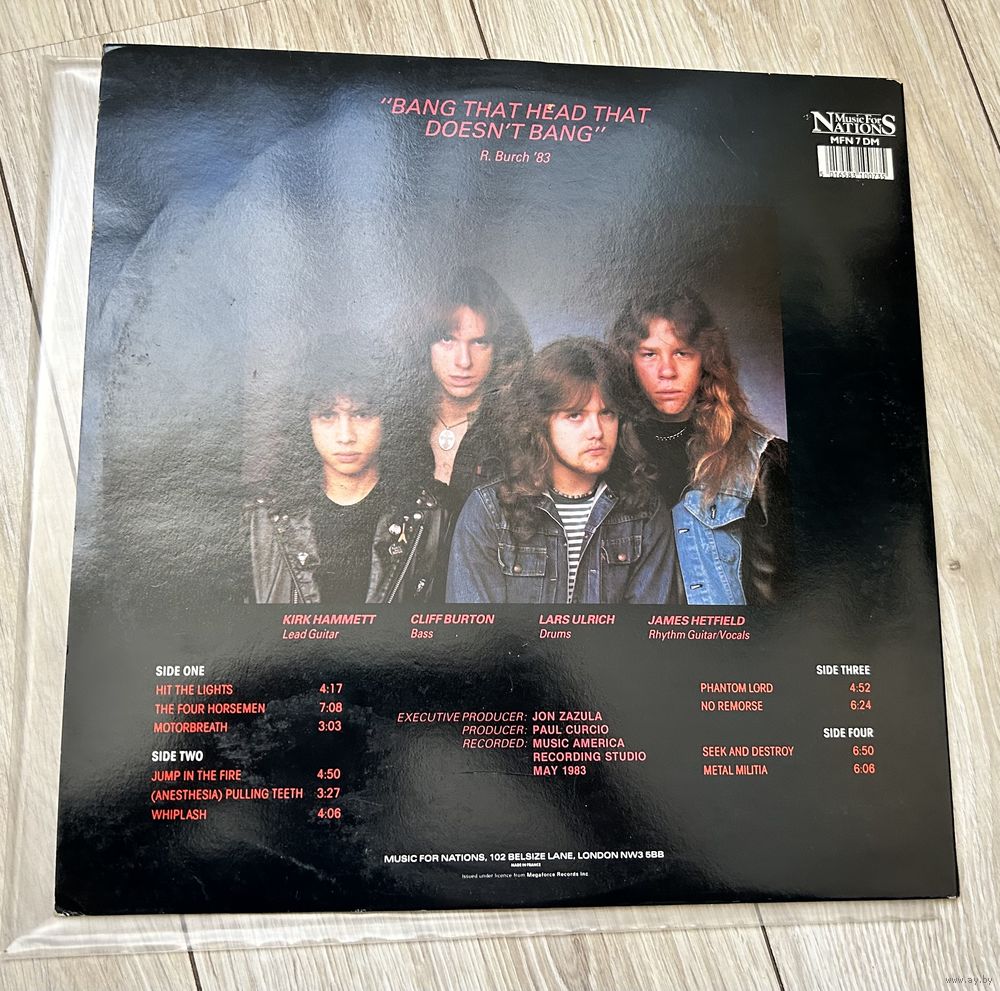 "BANG THAT HEAD THAT
DOESN'T BANG"
R. Burch '83
Music For
NATIONS
MFN 7 DM
5 016583 100735
KIRK HAMMETT
Lead Guitar
CLIFF BURTON
Bass
LARS ULRICH
Drums
JAMES HETFIELD
Rhythm Guitar/Vocals
SIDE ONE
HIT THE LIGHTS 4:17
THE FOUR HORSEMEN 7:08
MOTORBREATH 3:03
SIDE TWO
JUMP IN THE FIRE 4:50
(ANESTHESIA) PULLING TEETH 3:27
WHIPLASH 4:06
EXECUTIVE PRODUCER: JON ZAZULA
PRODUCER: PAUL CURCIO
RECORDED: MUSIC AMERICA
RECORDING STUDIO
MAY 1983
SIDE THREE
PHANTOM LORD 4:52
NO REMORSE 6:24
SIDE FOUR
SEEK AND DESTROY 6:50
METAL MILITIA 6:06
MUSIC FOR NATIONS, 102 BELSIZE LANE, LONDON NW3 5BB
MADE IN FRANCE
Issued under licence from Megaforce Records Inc
www.ay.by